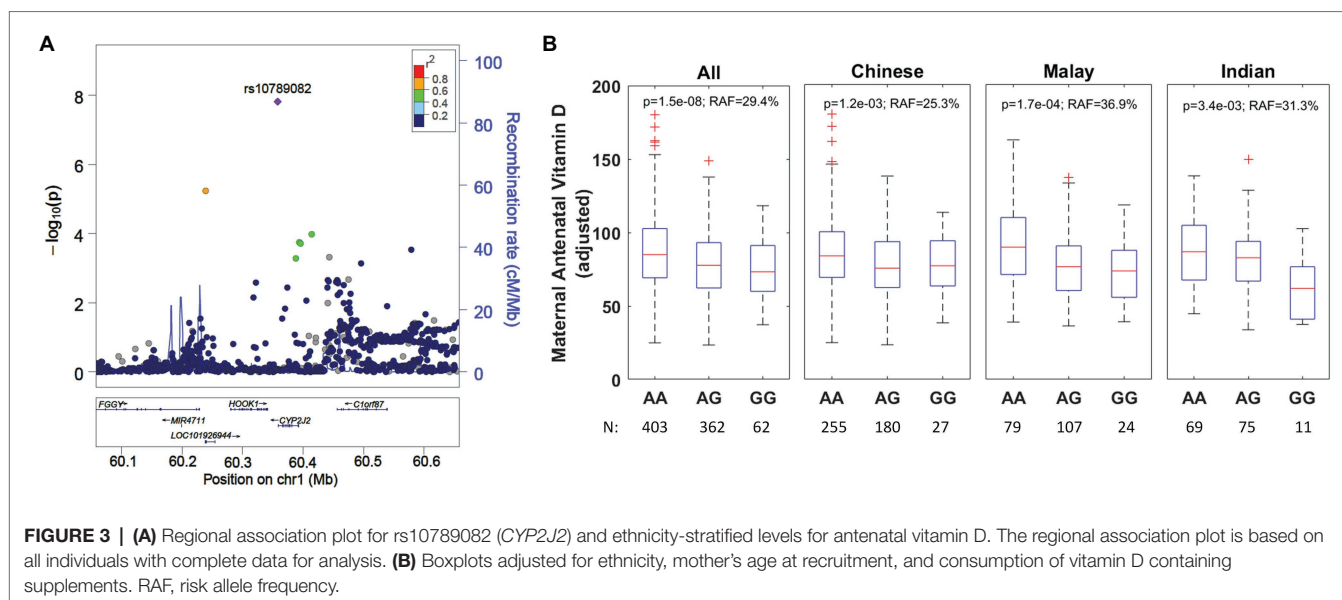 A
rs10789082
r²
0.8
0.6
0.4
0.2
8
6
4
2
0
−log₁₀(p)
100
80
60
40
20
0
Recombination rate (cM/Mb)
FGGY→
←MIR4711
LOC101926944→
HOOK1→
←CYP2J2
←C1orf87
60.1 60.2 60.3 60.4 60.5 60.6
Position on chr1 (Mb)
B
All Chinese Malay Indian
p=1.5e-08; RAF=29.4% p=1.2e-03; RAF=25.3% p=1.7e-04; RAF=36.9% p=3.4e-03; RAF=31.3%
200
150
100
50
0
Maternal Antenatal Vitamin D
(adjusted)
AA AG GG AA AG GG AA AG GG AA AG GG
N: 403 362 62 255 180 27 79 107 24 69 75 11
FIGURE 3 | (A) Regional association plot for rs10789082 (CYP2J2) and ethnicity-stratified levels for antenatal vitamin D. The regional association plot is based on
all individuals with complete data for analysis. (B) Boxplots adjusted for ethnicity, mother's age at recruitment, and consumption of vitamin D containing
supplements. RAF, risk allele frequency.